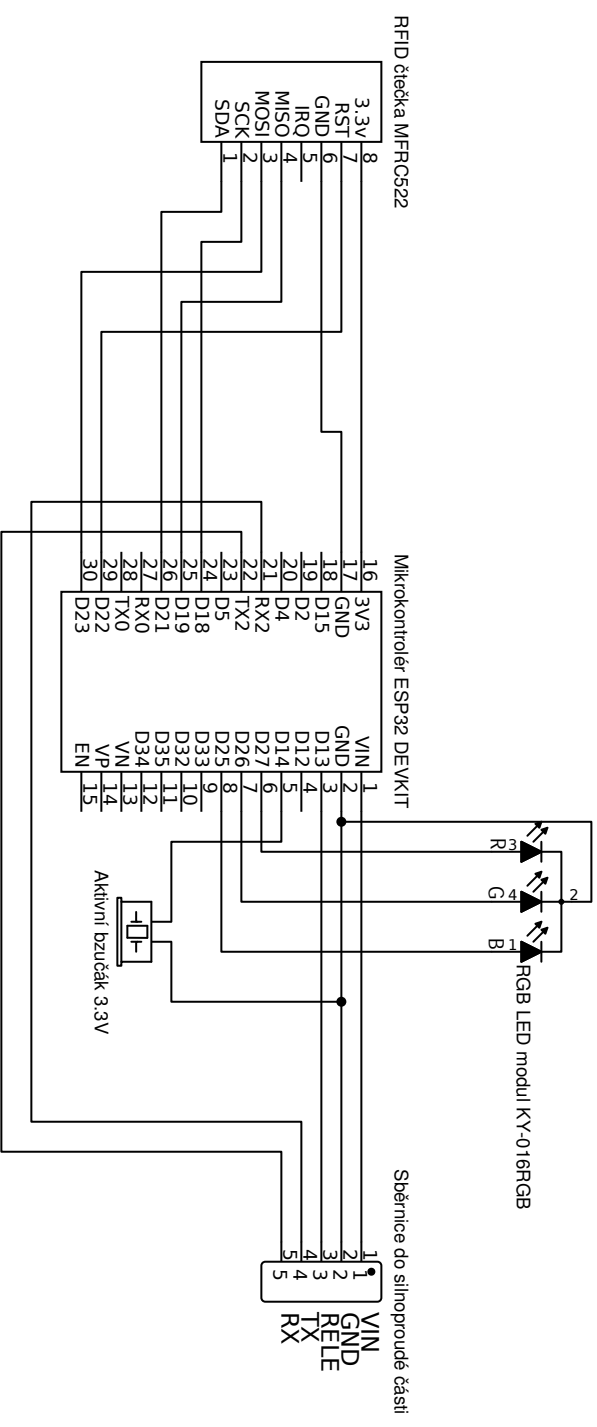 RFID čtečka MFRC522
3.3v 8
RST 7
GND 6
IRQ 5
MISO 4
MOSI 3
SCK 2
SDA 1
Mikrokontrolér ESP32 DEVKIT
16 3V3
17 GND
18 D15
19 D2
20 D4
21 RX2
22 TX2
23 D5
24 D18
25 D19
26 D21
27 RX0
28 TX0
29 D22
30 D23
VIN 1
GND 2
D13 3
D12 4
D14 5
D27 6
D26 7
D25 8
D33 9
D32 10
D35 11
D34 12
VN 13
VP 14
EN 15
2
R 3
G 4
B 1
RGB LED modul KY-016RGB
Aktivní bzučák 3.3V
Sběrnice do silnoproudé části
1 1 VIN
2 2 GND
3 3 RELE
4 4 TX
5 5 RX